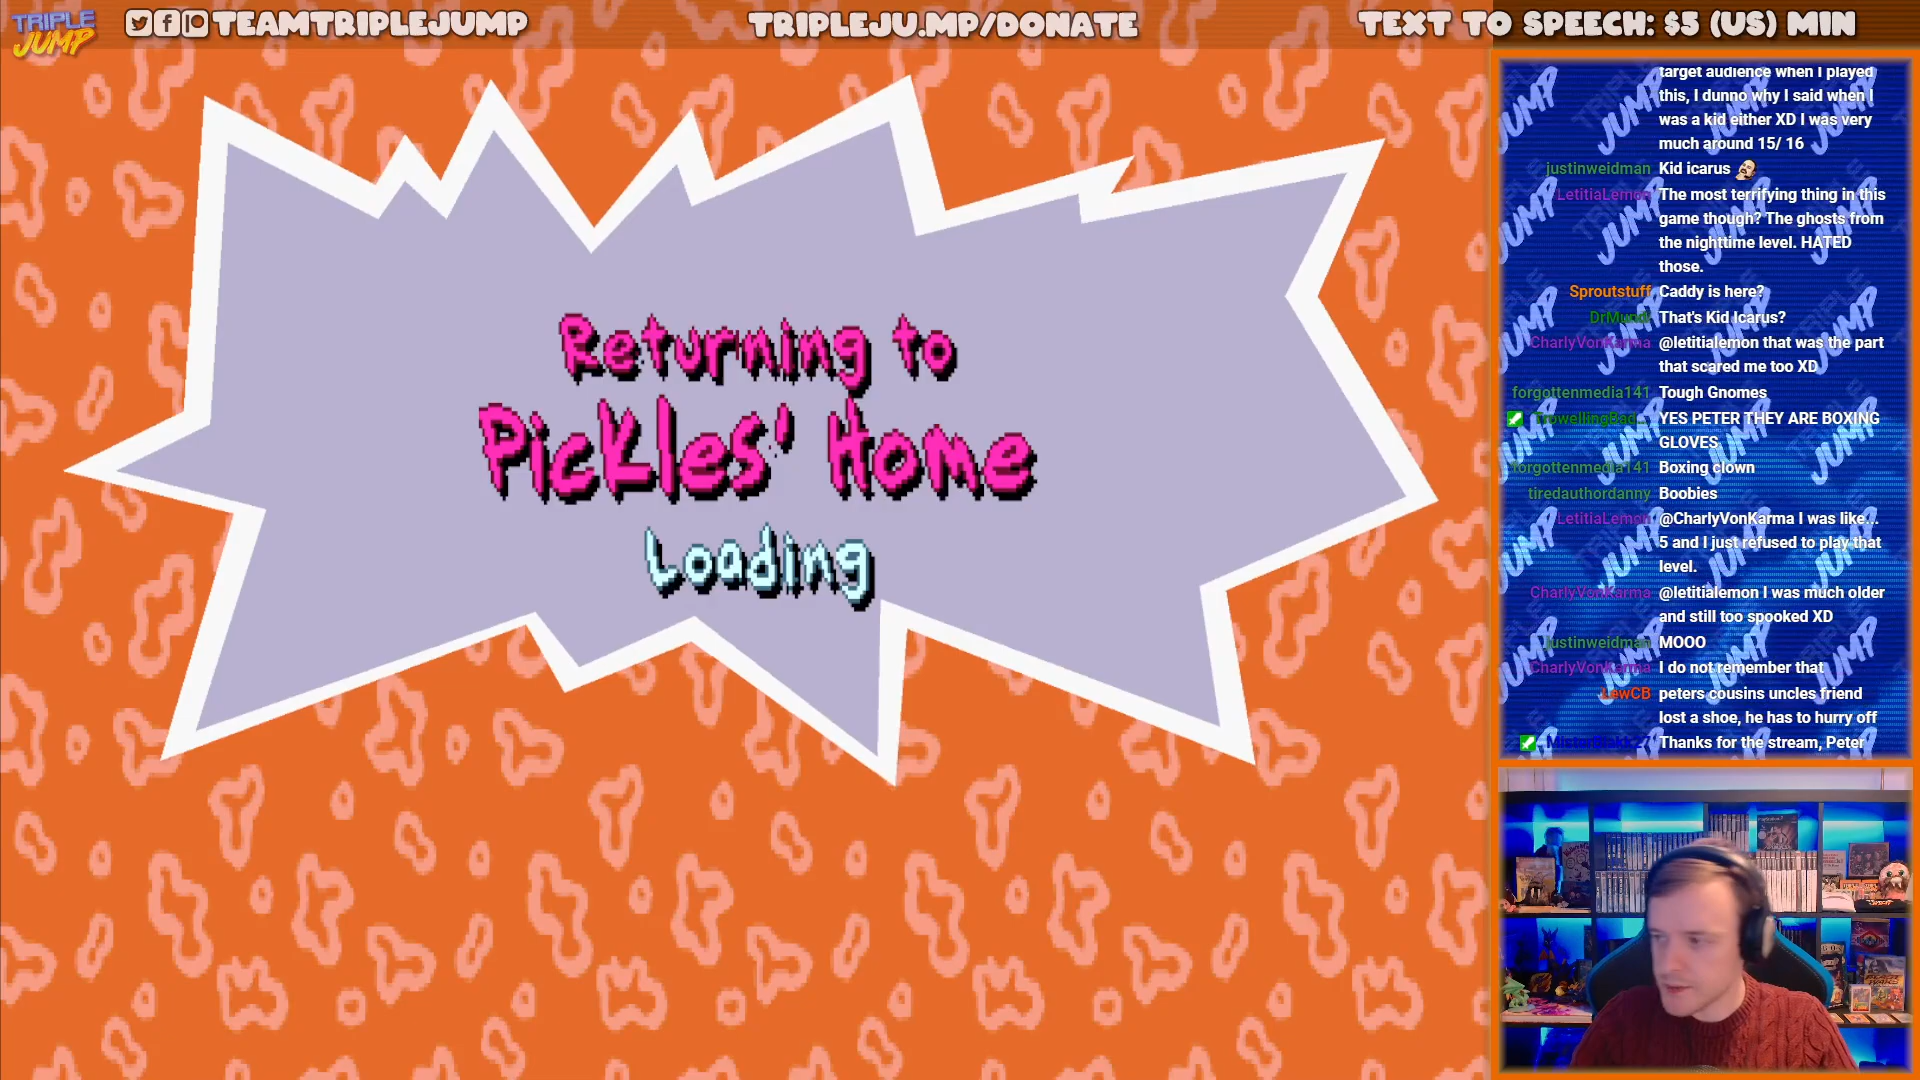 TRIPLE
JUMP
TEAMTRIPLEJUMP
TRIPLEJU.MP/DONATE
TEXT TO SPEECH: $5 (US) MIN
Returning to
Pickles' Home
Loading
target audience when I played
this, I dunno why I said when I
was a kid either XD I was very
much around 15/ 16
justinweidman Kid icarus
LetitiaLemon The most terrifying thing in this
game though? The ghosts from
the nighttime level. HATED
those.
Sproutstuff Caddy is here?
That's Kid Icarus?
CharlyVonKarma @letitialemon that was the part
that scared me too XD
forgottenmedia141 Tough Gnomes
YES PETER THEY ARE BOXING
GLOVES
forgottenmedia141 Boxing clown
tiredauthordanny Boobies
LetitiaLemon @CharlyVonKarma I was like...
5 and I just refused to play that
level.
CharlyVonKarma @letitialemon I was much older
and still too spooked XD
justinweidman MOOO
CharlyVonKarma I do not remember that
LewCB peters cousins uncles friend
lost a shoe, he has to hurry off
Thanks for the stream, Peter